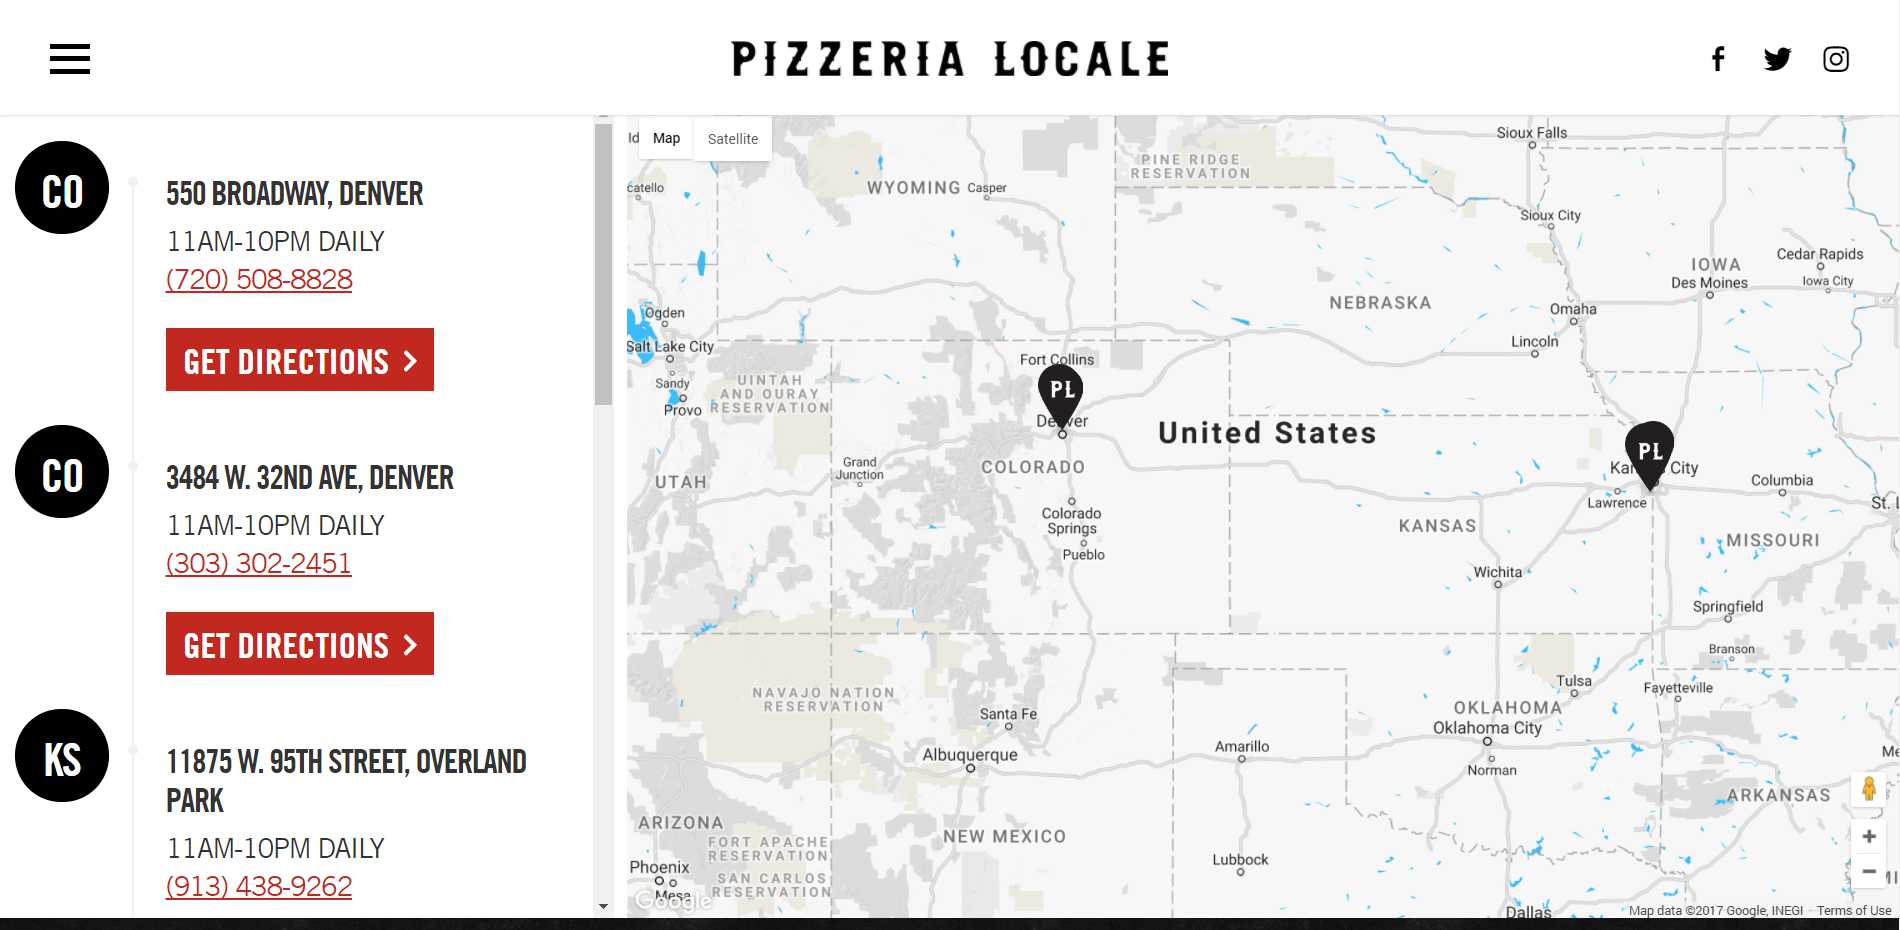 PIZZERIA LOCALE
CO
550 BROADWAY, DENVER
11AM-10PM DAILY
(720) 508-8828
GET DIRECTIONS
CO
3484 W. 32ND AVE, DENVER
11AM-10PM DAILY
(303) 302-2451
GET DIRECTIONS
KS
11875 W. 95TH STREET, OVERLAND
PARK
11AM-10PM DAILY
(913) 438-9262
Map
Satellite
Sioux Falls
PINE RIDGE
RESERVATION
WYOMING
Casper
catello
Sioux City
Cedar Rapids
IOWA
Iowa City
Des Moines
NEBRASKA
Omaha
Ogden
Lincoln
Salt Lake City
Fort Collins
Sandy
UINTAH
AND OURAY
RESERVATION
Provo
PL
Denver
United States
PL
Kansas City
Grand
Junction
COLORADO
UTAH
Columbia
Lawrence
St. L
Colorado
Springs
KANSAS
MISSOURI
Pueblo
Wichita
Springfield
Branson
Tulsa
Fayetteville
NAVAJO NATION
RESERVATION
OKLAHOMA
Santa Fe
Oklahoma City
Amarillo
Albuquerque
Norman
ARKANSAS
ARIZONA
NEW MEXICO
FORT APACHE
RESERVATION
Lubbock
Phoenix
SAN CARLOS
RESERVATION
Mesa
Google
Dallas
Map data ©2017 Google, INEGI
Terms of Use